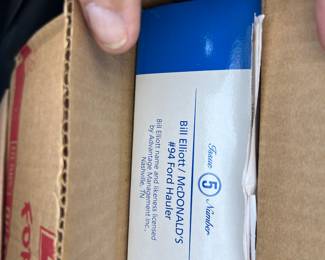 Issue 5 Number
Bill Elliott/McDONALD'S
#94 Ford Hauler
Bill Elliott name and likeness licensed
by Advantage Management Inc.,
Nashville, TN